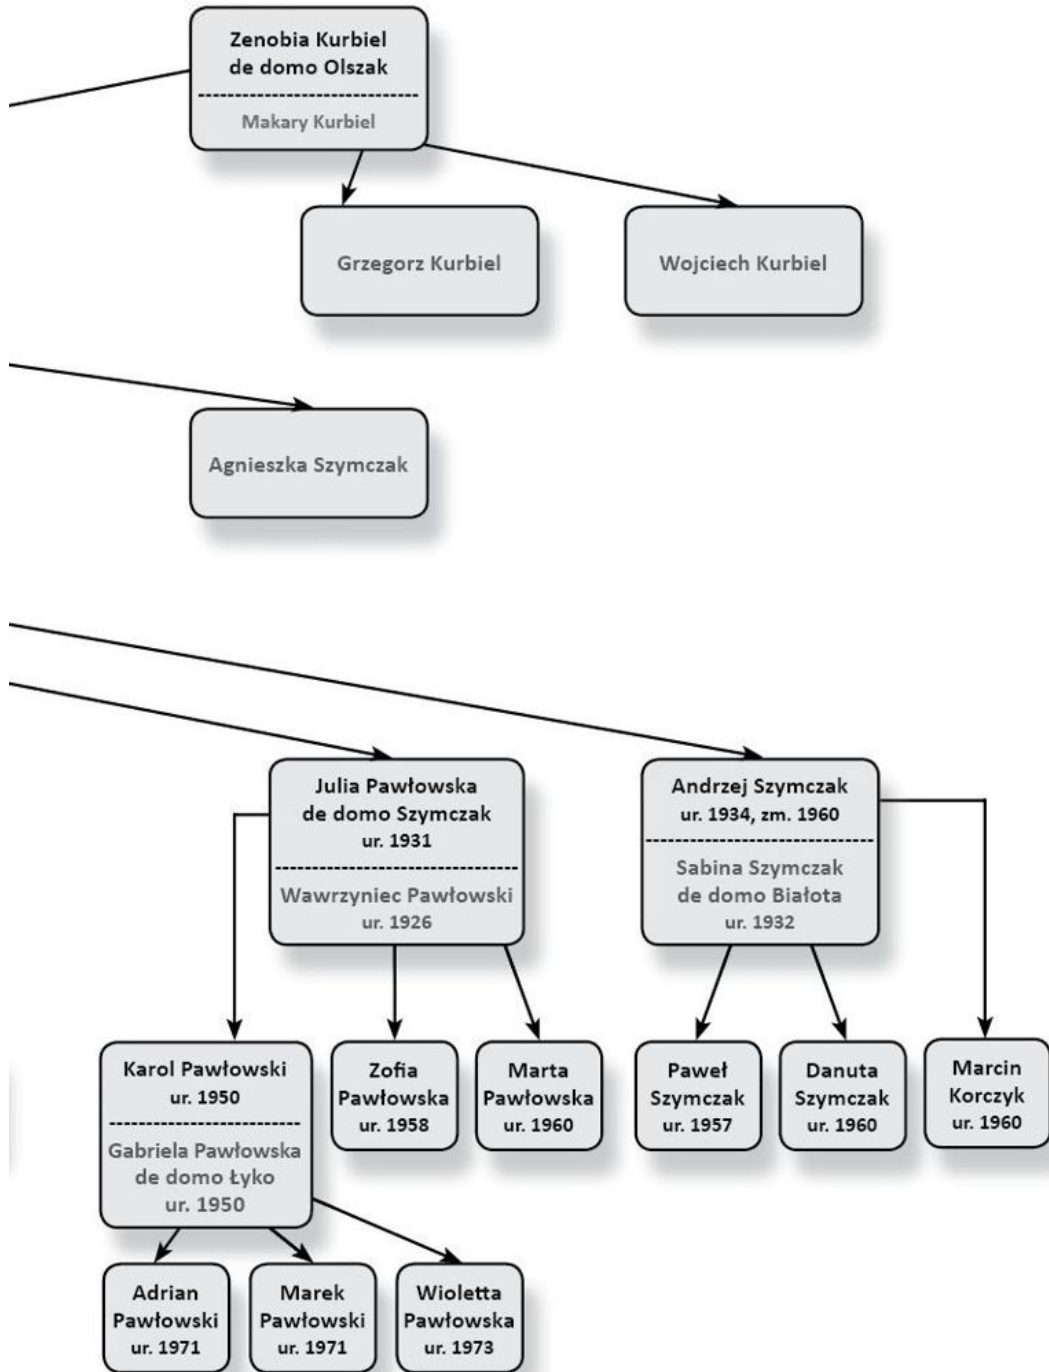 Zenobia Kurbiel
de domo Olszak
Makary Kurbiel
Grzegorz Kurbiel
Wojciech Kurbiel
Agnieszka Szymczak
Julia Pawłowska
de domo Szymczak
ur. 1931
Wawrzyniec Pawłowski
ur. 1926
Andrzej Szymczak
ur. 1934, zm. 1960
Sabina Szymczak
de domo Białota
ur. 1932
Karol Pawłowski
ur. 1950
Gabriela Pawłowska
de domo Łyko
ur. 1950
Zofia
Pawłowska
ur. 1958
Marta
Pawłowska
ur. 1960
Paweł
Szymczak
ur. 1957
Danuta
Szymczak
ur. 1960
Marcin
Korczyk
ur. 1960
Adrian
Pawłowski
ur. 1971
Marek
Pawłowski
ur. 1971
Wioletta
Pawłowska
ur. 1973